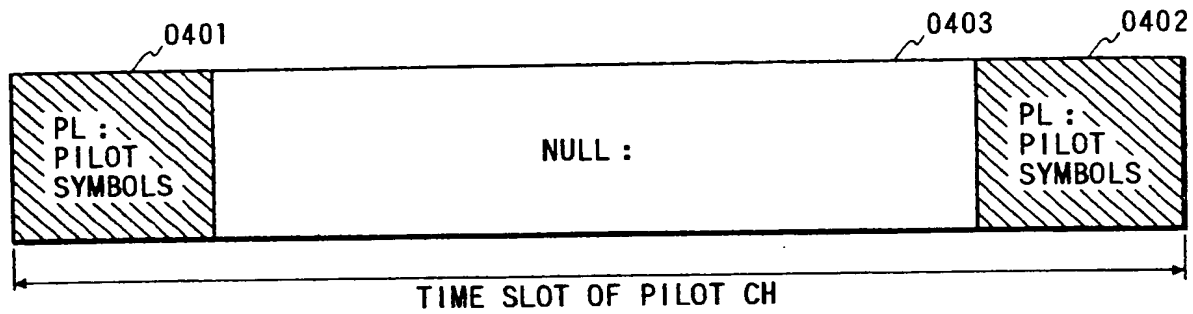 0401
0403
0402
PL :
PILOT
SYMBOLS
NULL :
PL :
PILOT
SYMBOLS
TIME SLOT OF PILOT CH